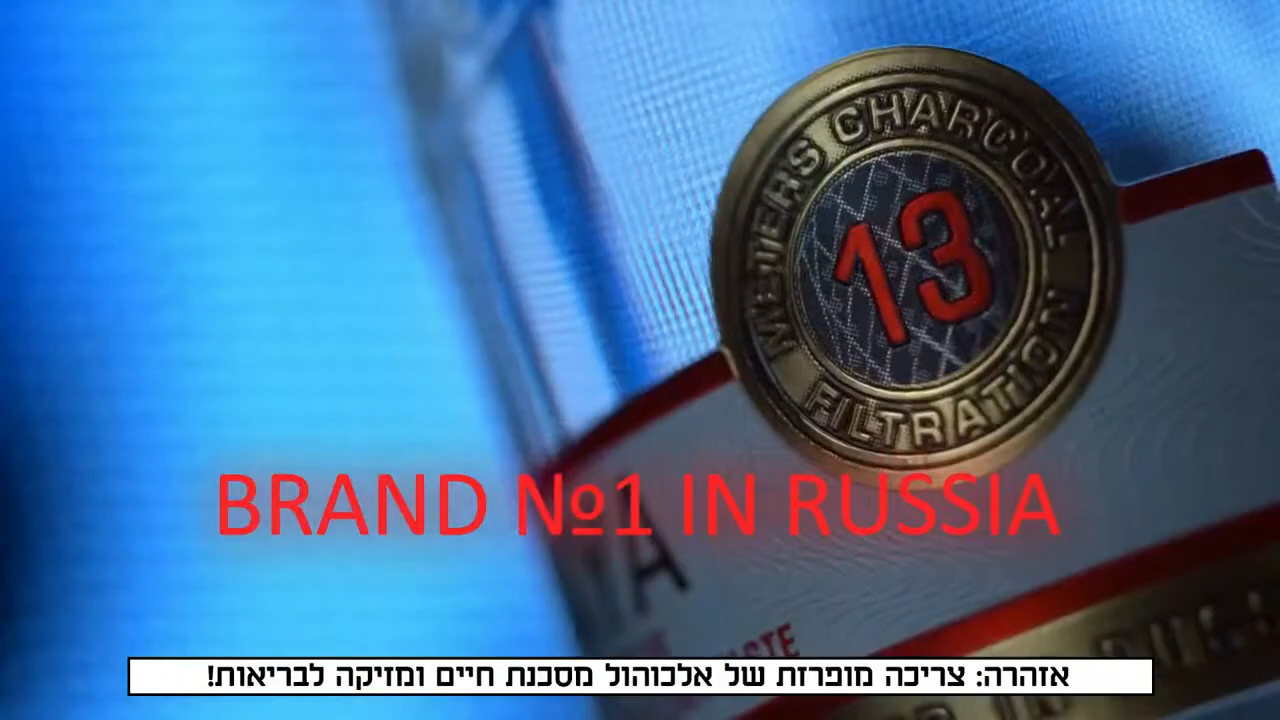 METERS CHARCOAL
13
FILTRATION
BRAND №1 IN RUSSIA
אזהרה: צריכה מופרזת של אלכוהול מסכנת חיים ומזיקה לבריאות!